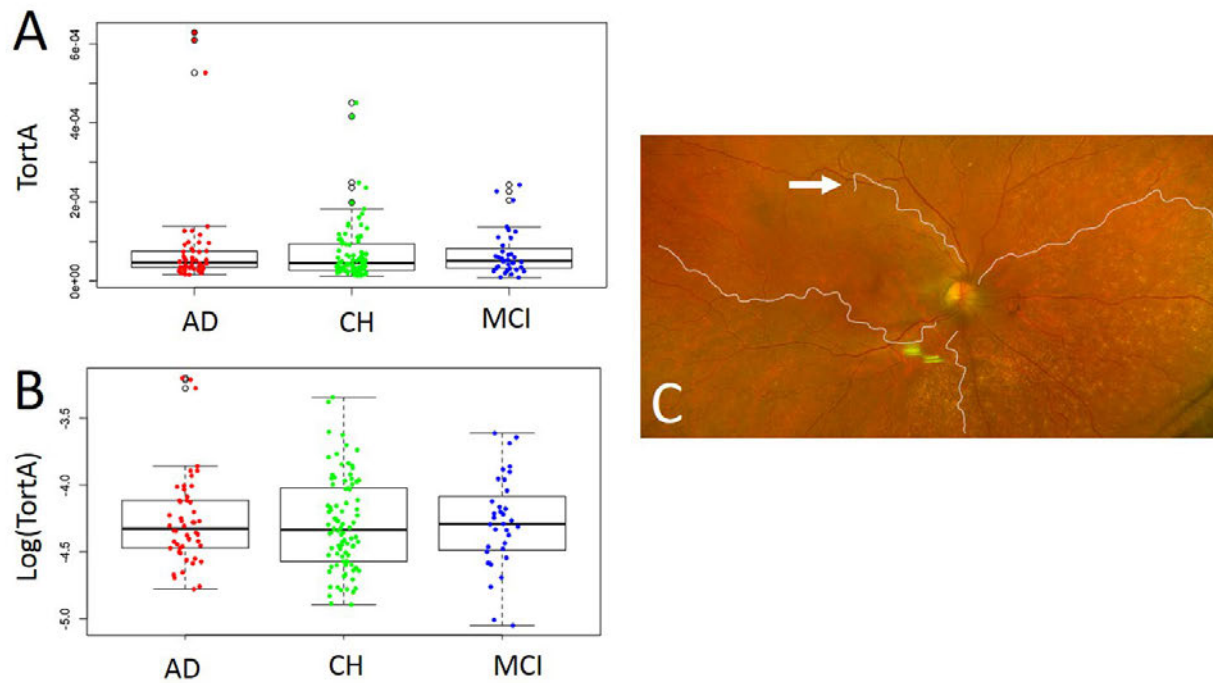 A
TortA
6e-04
4e-04
2e-04
0e+00
AD
CH
MCI
B
Log(TortA)
-3.5
-4.0
-4.5
-5.0
AD
CH
MCI
C